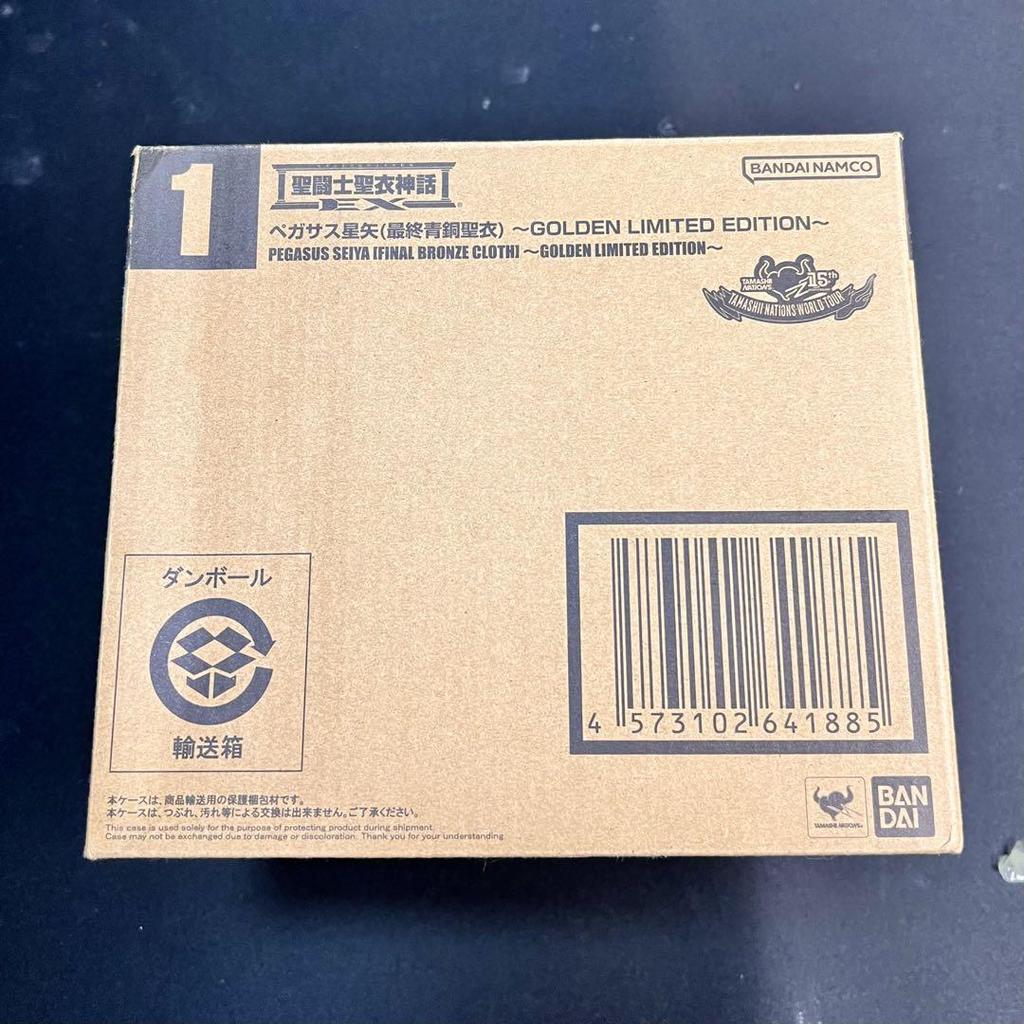 1
聖闘士聖衣神話
EX
BANDAI NAMCO
ペガサス星矢(最終青銅聖衣) ～GOLDEN LIMITED EDITION～
PEGASUS SEIYA [FINAL BRONZE CLOTH] ～GOLDEN LIMITED EDITION～
TAMASHII NATIONS 15th
TAMASHII NATIONS WORLD TOUR
ダンボール
輸送箱
4 573102 641885
本ケースは、商品輸送用の保護梱包材です。
本ケースは、つぶれ、汚れ等による交換は出来ません。ご了承ください。
This case is used solely for the purpose of protecting product during shipment.
Case may not be exchanged due to damage or discoloration. Thank you for your understanding
TAMASHII NATIONS
BAN
DAI